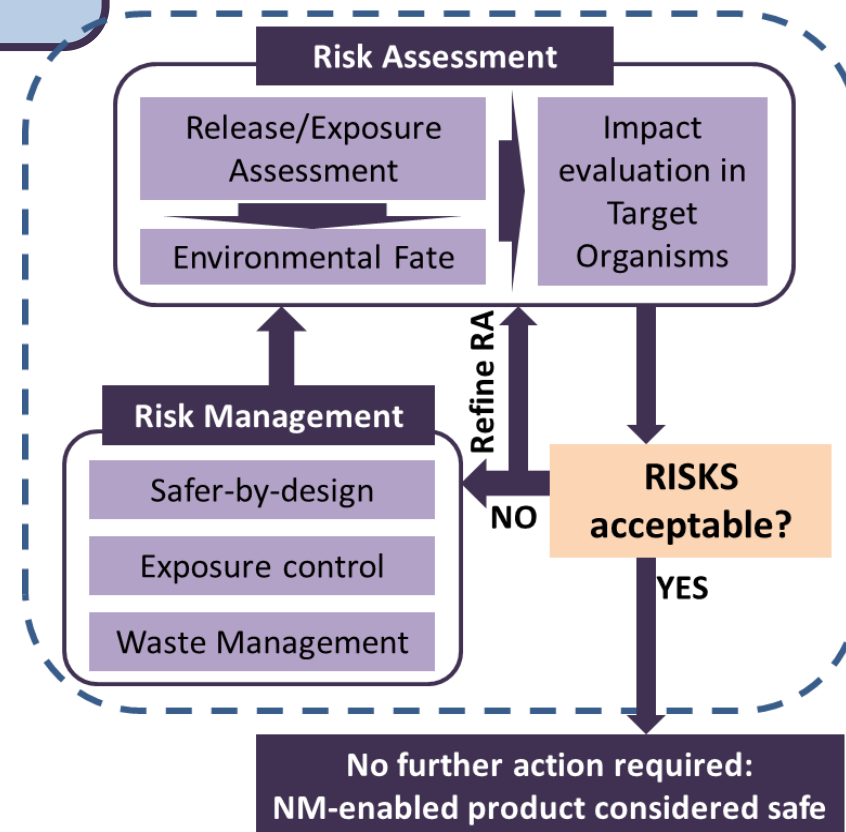 Risk Assessment
Release/Exposure
Assessment
Environmental Fate
Impact
evaluation in
Target
Organisms
Refine RA
Risk Management
Safer-by-design
Exposure control
Waste Management
NO
RISKS
acceptable?
YES
No further action required:
NM-enabled product considered safe